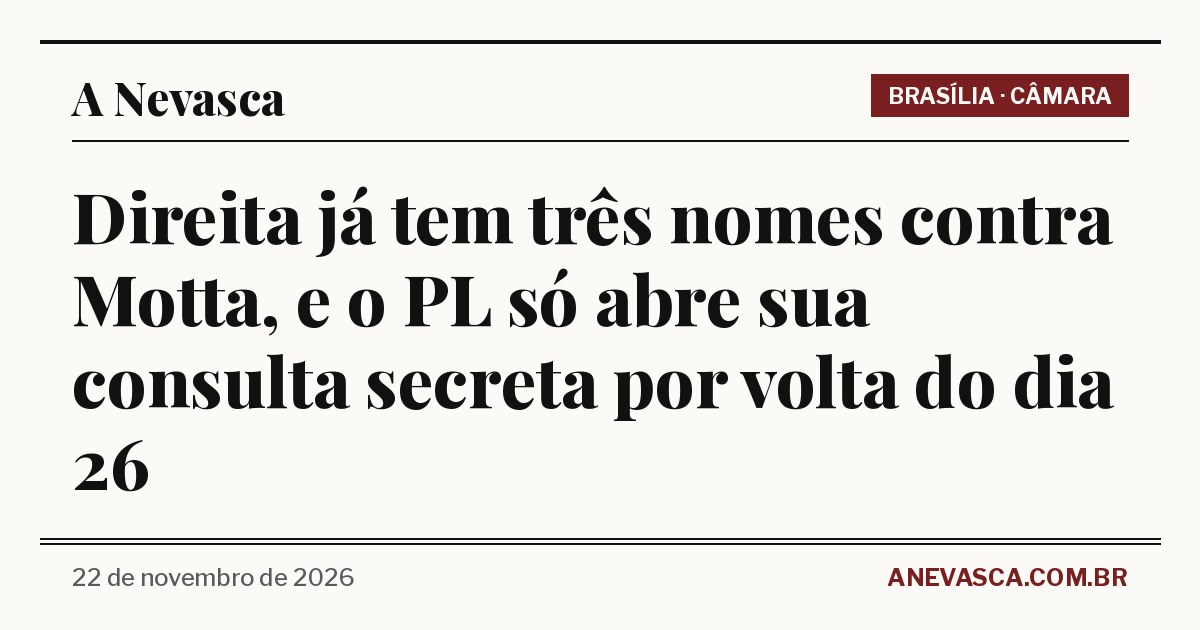 A Nevasca
BRASÍLIA · CÂMARA
Direita já tem três nomes contra
Motta, e o PL só abre sua
consulta secreta por volta do dia
26
22 de novembro de 2026
ANEVASCA.COM.BR